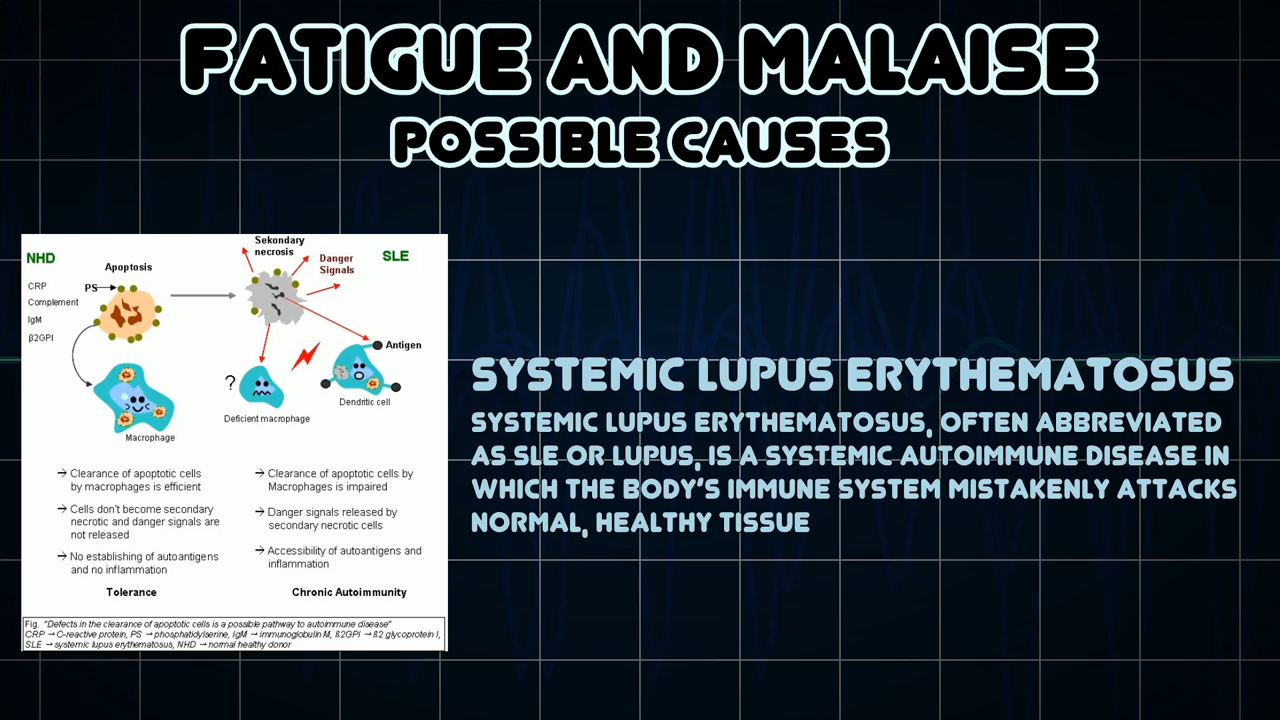 FATIGUE AND MALAISE
POSSIBLE CAUSES
NHD
Sekondary
necrosis
SLE
Apoptosis
Danger
Signals
CRP
PS
Complement
IgM
β2GPI
Antigen
?
Dendritic cell
Deficient macrophage
Macrophage
→ Clearance of apoptotic cells
by macrophages is efficient
→ Cells don't become secondary
necrotic and danger signals are
not released
→ No establishing of autoantigens
and no inflammation
Tolerance
→ Clearance of apoptotic cells by
Macrophages is impaired
→ Danger signals released by
secondary necrotic cells
→ Accessibility of autoantigens and
inflammation
Chronic Autoimmunity
Fig. "Defects in the clearance of apoptotic cells is a possible pathway to autoimmune disease"
CRP → C-reactive protein, PS → phosphatidylserine, IgM → immunoglobulin M, ß2GPI → ß2 glycoprotein I,
SLE → systemic lupus erythematosus, NHD → normal healthy donor
SYSTEMIC LUPUS ERYTHEMATOSUS
SYSTEMIC LUPUS ERYTHEMATOSUS, OFTEN ABBREVIATED
AS SLE OR LUPUS, IS A SYSTEMIC AUTOIMMUNE DISEASE IN
WHICH THE BODY'S IMMUNE SYSTEM MISTAKENLY ATTACKS
NORMAL, HEALTHY TISSUE